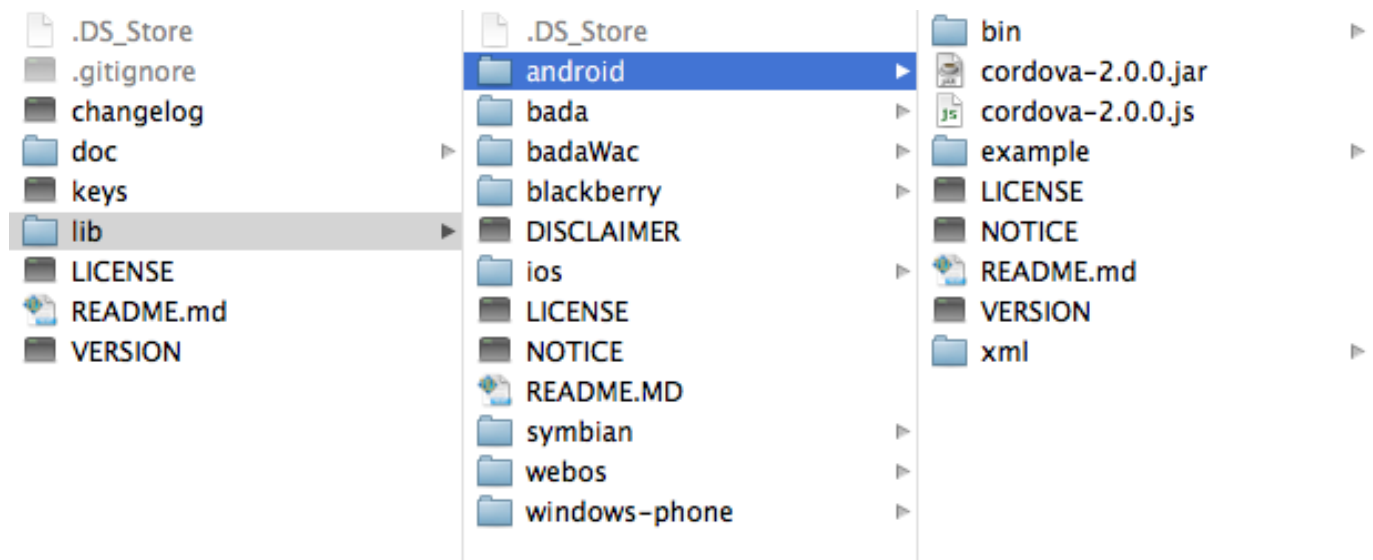 .DS_Store
.gitignore
changelog
doc
keys
lib
LICENSE
README.md
VERSION
.DS_Store
android
bada
badaWac
blackberry
DISCLAIMER
ios
LICENSE
NOTICE
README.MD
symbian
webos
windows-phone
bin
cordova-2.0.0.jar
cordova-2.0.0.js
example
LICENSE
NOTICE
README.md
VERSION
xml